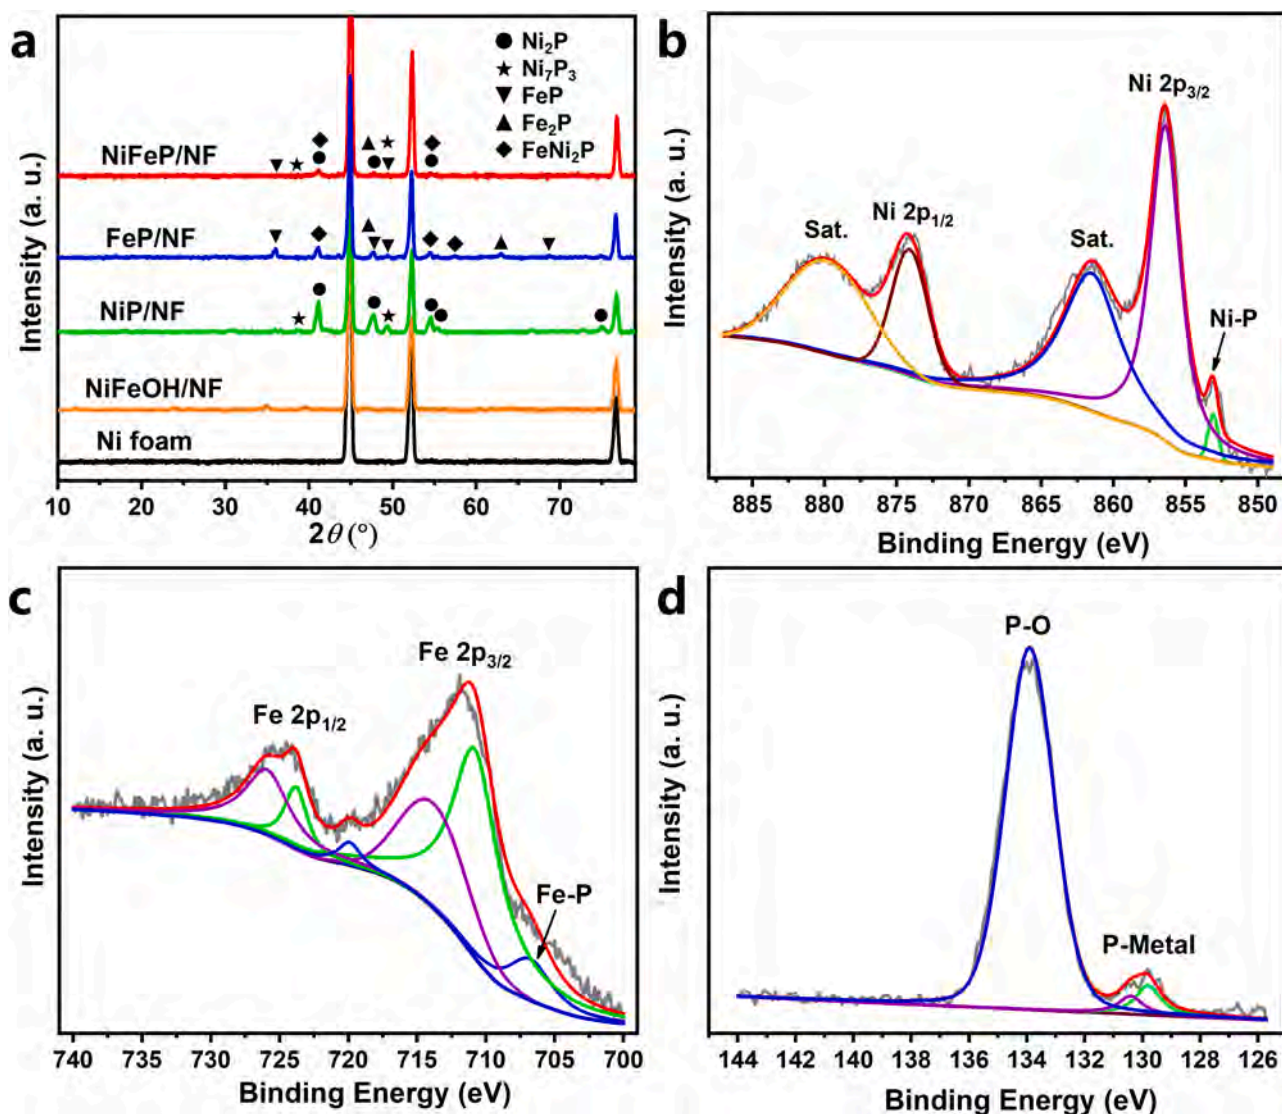 a
Ni₂P
Ni₇P₃
FeP
Fe₂P
FeNi₂P
NiFeP/NF
FeP/NF
NiP/NF
NiFeOH/NF
Ni foam
Intensity (a. u.)
10 20 30 40 50 60 70
2θ (°)
b
Ni 2p₃/₂
Ni 2p₁/₂
Sat.
Sat.
Ni-P
Intensity (a. u.)
885 880 875 870 865 860 855 850
Binding Energy (eV)
c
Fe 2p₃/₂
Fe 2p₁/₂
Fe-P
Intensity (a. u.)
740 730 720 710 700
Binding Energy (eV)
d
P-O
P-Metal
Intensity (a. u.)
144 142 140 138 136 134 132 130 128 126
Binding Energy (eV)